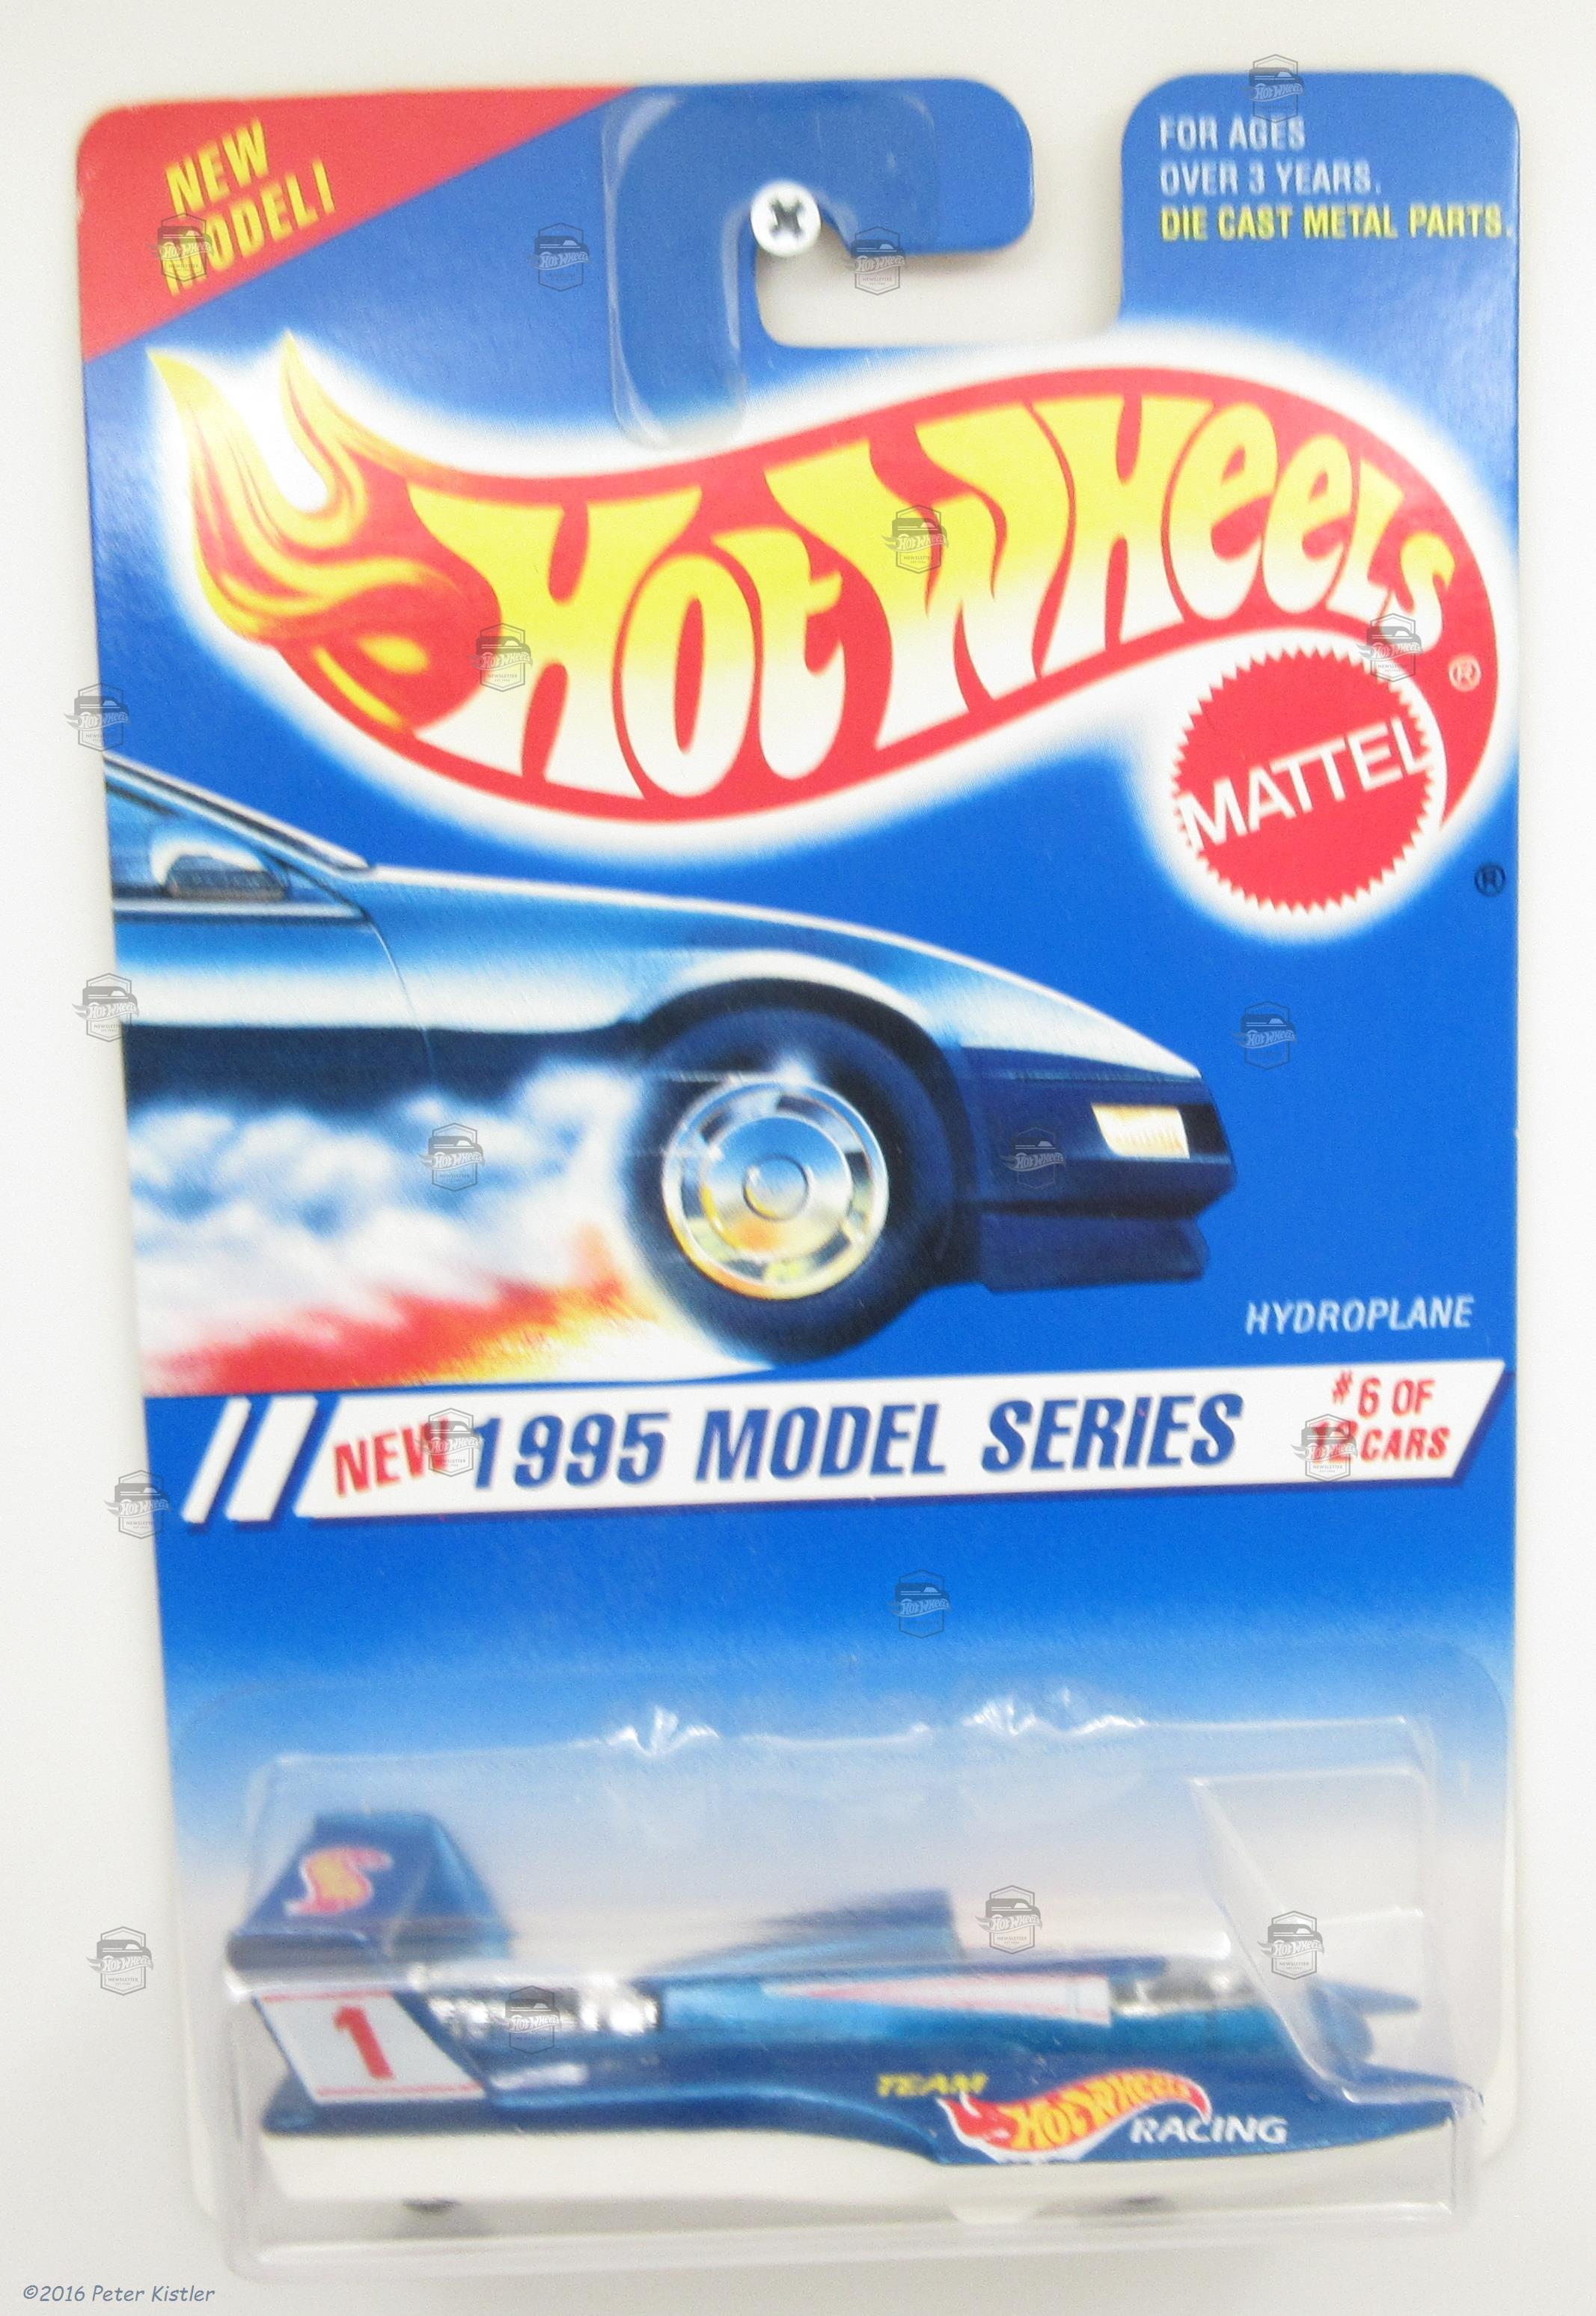 NEW
MODEL!
FOR AGES
OVER 3 YEARS.
DIE CAST METAL PARTS.
HOT WHEELS ®
MATTEL
®
HYDROPLANE
NEW 1995 MODEL SERIES
#6 OF
12 CARS
1
TEAM
HOT WHEELS
RACING
©2016 Peter Kistler